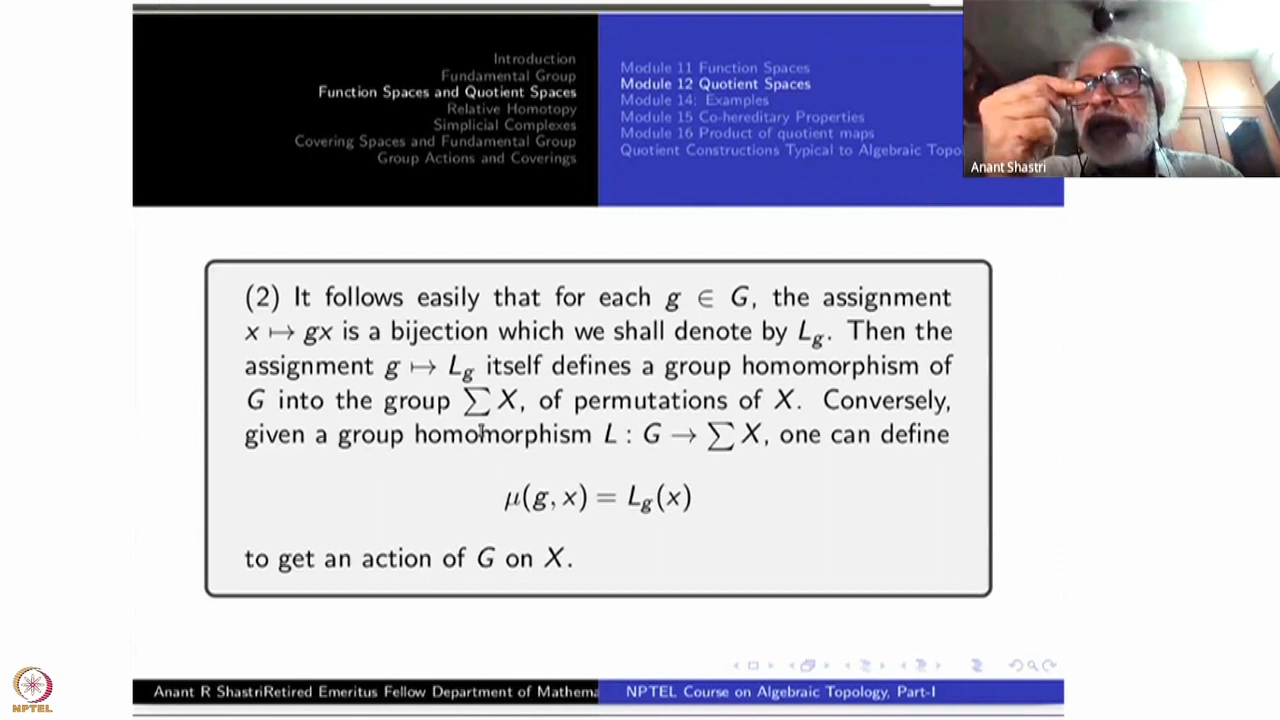 Introduction
Fundamental Group
Function Spaces and Quotient Spaces
Relative Homotopy
Simplicial Complexes
Covering Spaces and Fundamental Group
Group Actions and Coverings
Module 11 Function Spaces
Module 12 Quotient Spaces
Module 14: Examples
Module 15 Co-hereditary Properties
Module 16 Product of quotient maps
Quotient Constructions Typical to Algebraic Topo
Anant Shastri
(2) It follows easily that for each g ∈ G, the assignment
x ↦ gx is a bijection which we shall denote by L_g. Then the
assignment g ↦ L_g itself defines a group homomorphism of
G into the group ∑ X, of permutations of X. Conversely,
given a group homomorphism L : G → ∑ X, one can define
μ(g, x) = L_g(x)
to get an action of G on X.
Anant R ShastriRetired Emeritus Fellow Department of Mathema
NPTEL Course on Algebraic Topology, Part-I
NPTEL